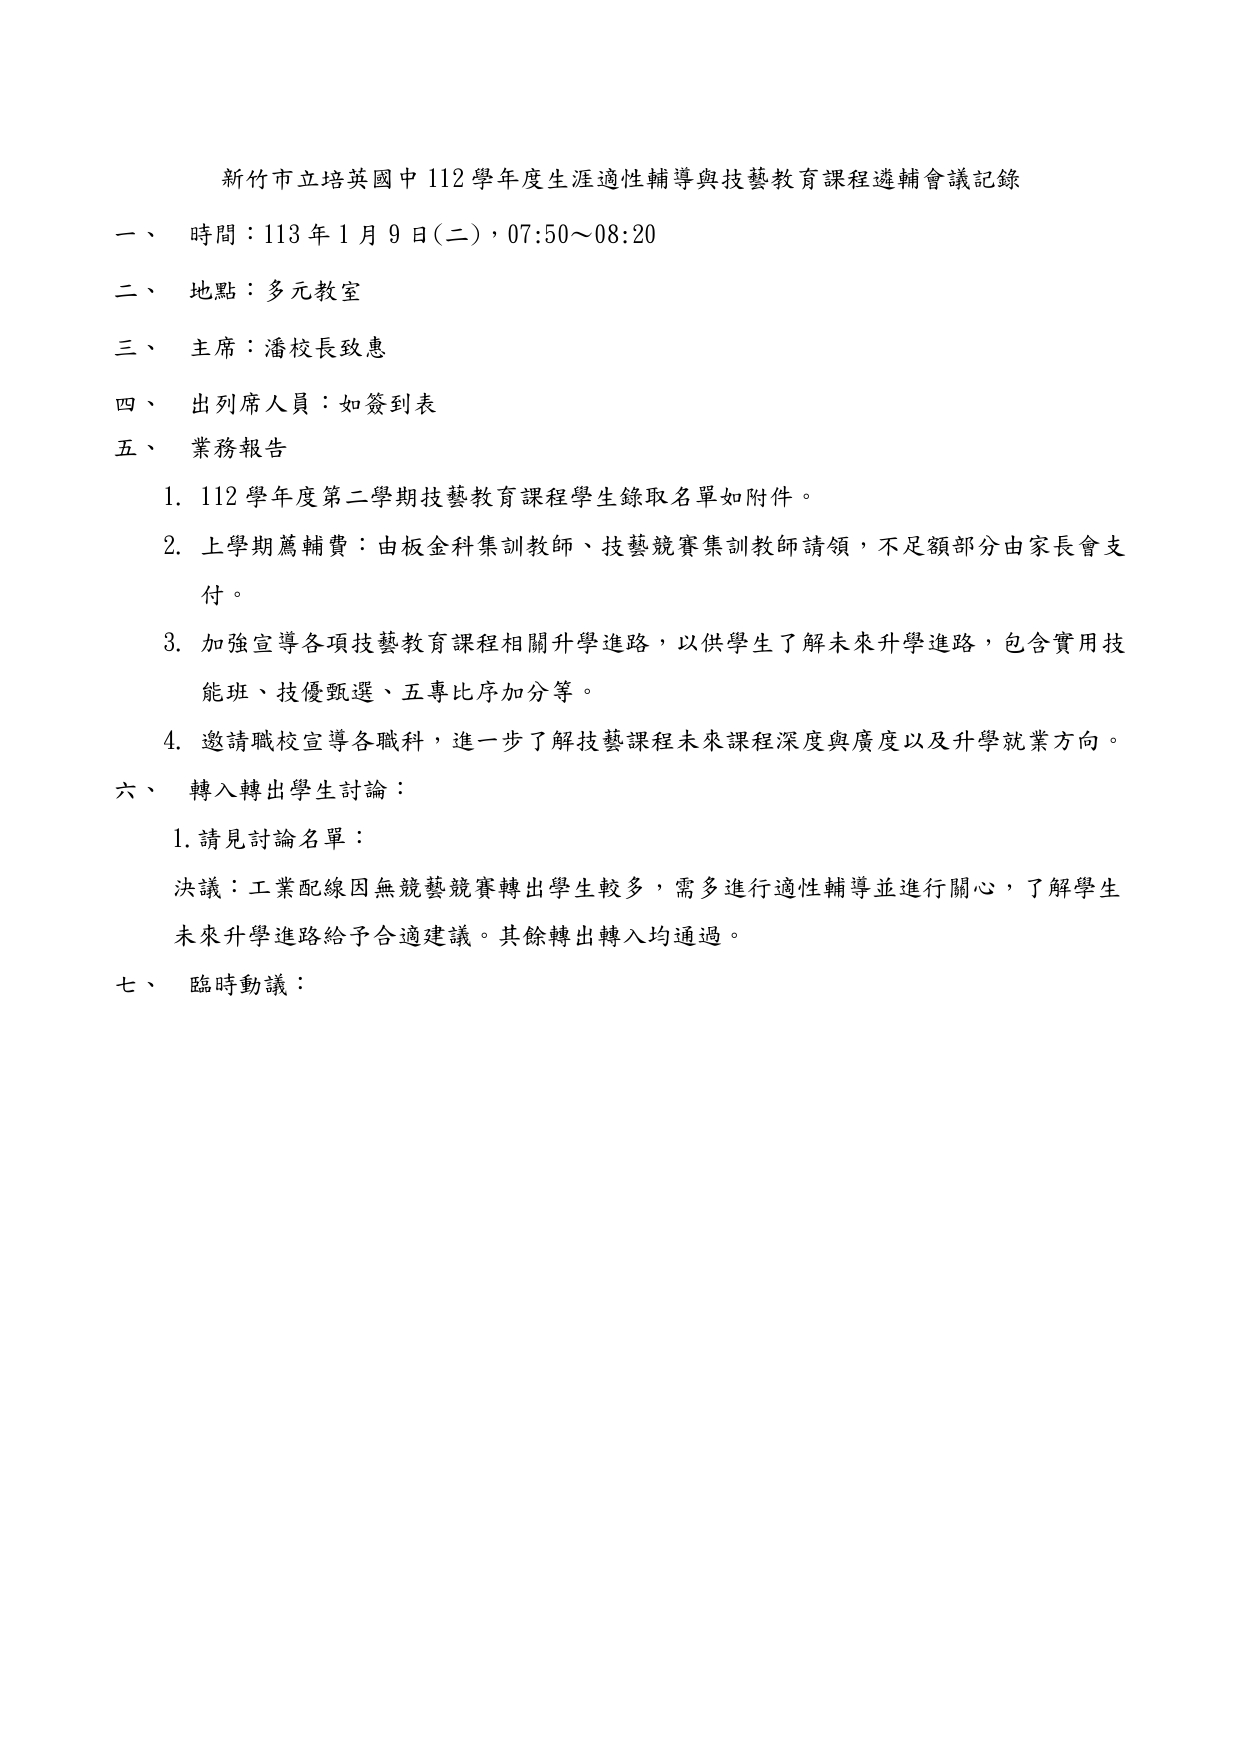 新竹市立培英國中 112 學年度生涯適性輔導與技藝教育課程遴輔會議記錄
一、 時間：113 年 1 月 9 日(二)，07:50～08:20
二、 地點：多元教室
三、 主席：潘校長致惠
四、 出列席人員：如簽到表
五、 業務報告
1. 112 學年度第二學期技藝教育課程學生錄取名單如附件。
2. 上學期薦輔費：由板金科集訓教師、技藝競賽集訓教師請領，不足額部分由家長會支
付。
3. 加強宣導各項技藝教育課程相關升學進路，以供學生了解未來升學進路，包含實用技
能班、技優甄選、五專比序加分等。
4. 邀請職校宣導各職科，進一步了解技藝課程未來課程深度與廣度以及升學就業方向。
六、 轉入轉出學生討論：
1.請見討論名單：
決議：工業配線因無競藝競賽轉出學生較多，需多進行適性輔導並進行關心，了解學生
未來升學進路給予合適建議。其餘轉出轉入均通過。
七、 臨時動議：